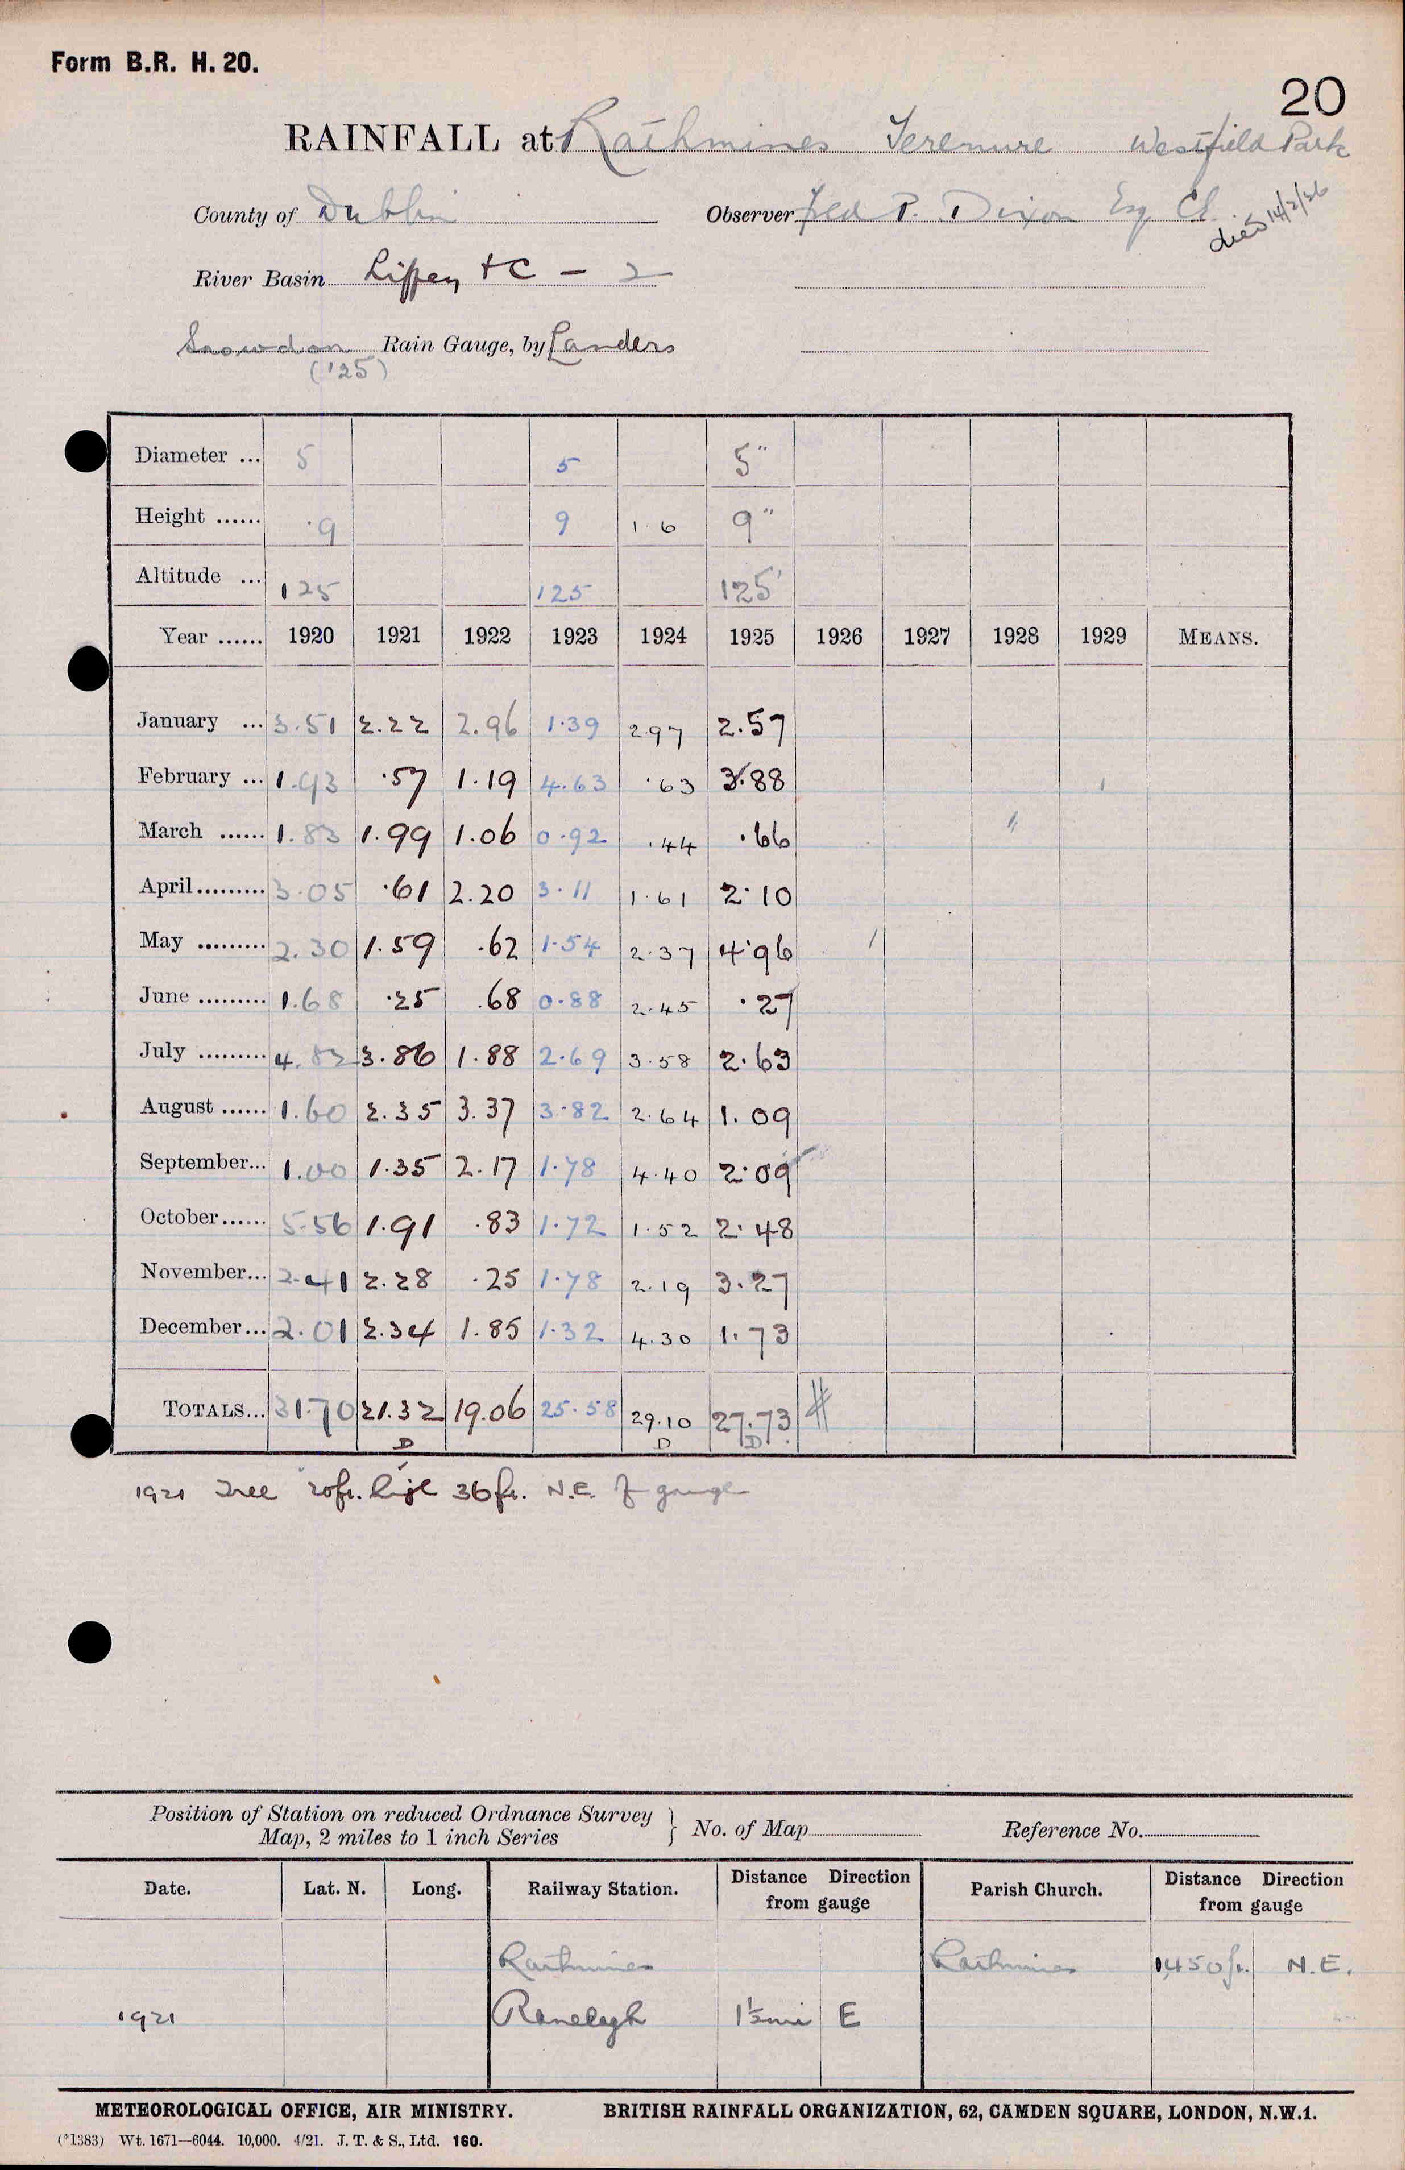 Form B.R. H. 20.
20
RAINFALL at Rathmines Terenure Westfield Park
County of Dublin Observer Fred P. Dixon Esq
died 14/2/26
River Basin Liffey + C – 2
Snowdon Rain Gauge, by Landers
('25)
Diameter ... 5 5 5"
Height ...... ·9 9 1·6 9"
Altitude ... 125 125 125'
Year ...... 1920 1921 1922 1923 1924 1925 1926 1927 1928 1929 MEANS.
January ... 3.51 2.22 2.96 1·39 2.97 2.57
February ... 1.93 ·57 1.19 4.63 ·63 3.88
March ...... 1.83 1.99 1.06 0.92 .44 .66
April......... 3.05 ·61 2.20 3.11 1.61 2.10
May ......... 2.30 1.59 .62 1.54 2.37 4.96
June ......... 1.68 ·25 .68 0.88 2.45 .27
July ......... 4.82 3.86 1.88 2.69 3.58 2.63
August ...... 1.60 2.35 3.37 3.82 2.64 1.09
September... 1.00 1.35 2.17 1.78 4.40 2.09
October...... 5.56 1.91 .83 1.72 1.52 2.48
November... 2.41 2.28 .25 1.78 2.19 3.27
December... 2.01 2.34 1.85 1.32 4.30 1.73
TOTALS... 31.70 21.32 19.06 25.58 29.10 27.73
D D D
1921 Tree 20ft. high 36ft. N.E. of gauge
Position of Station on reduced Ordnance Survey
Map, 2 miles to 1 inch Series } No. of Map Reference No.
Date. Lat. N. Long. Railway Station. Distance Direction from gauge Parish Church. Distance Direction from gauge
Rathmines Rathmines 1,450ft. N.E.
1921 Ranelagh 1½mi E
METEOROLOGICAL OFFICE, AIR MINISTRY. BRITISH RAINFALL ORGANIZATION, 62, CAMDEN SQUARE, LONDON, N.W.1.
(*1383) Wt. 1671—6044. 10,000. 4/21. J. T. & S., Ltd. 160.